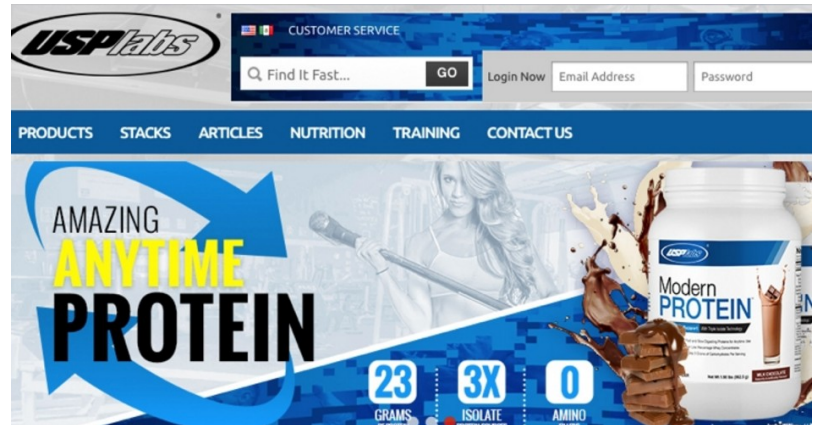 USPlabs
CUSTOMER SERVICE
Find It Fast...
GO
Login Now
Email Address
Password
PRODUCTS
STACKS
ARTICLES
NUTRITION
TRAINING
CONTACT US
AMAZING
ANYTIME
PROTEIN
23
GRAMS
3X
ISOLATE
0
AMINO
USPlabs
Modern
PROTEIN
MILK CHOCOLATE